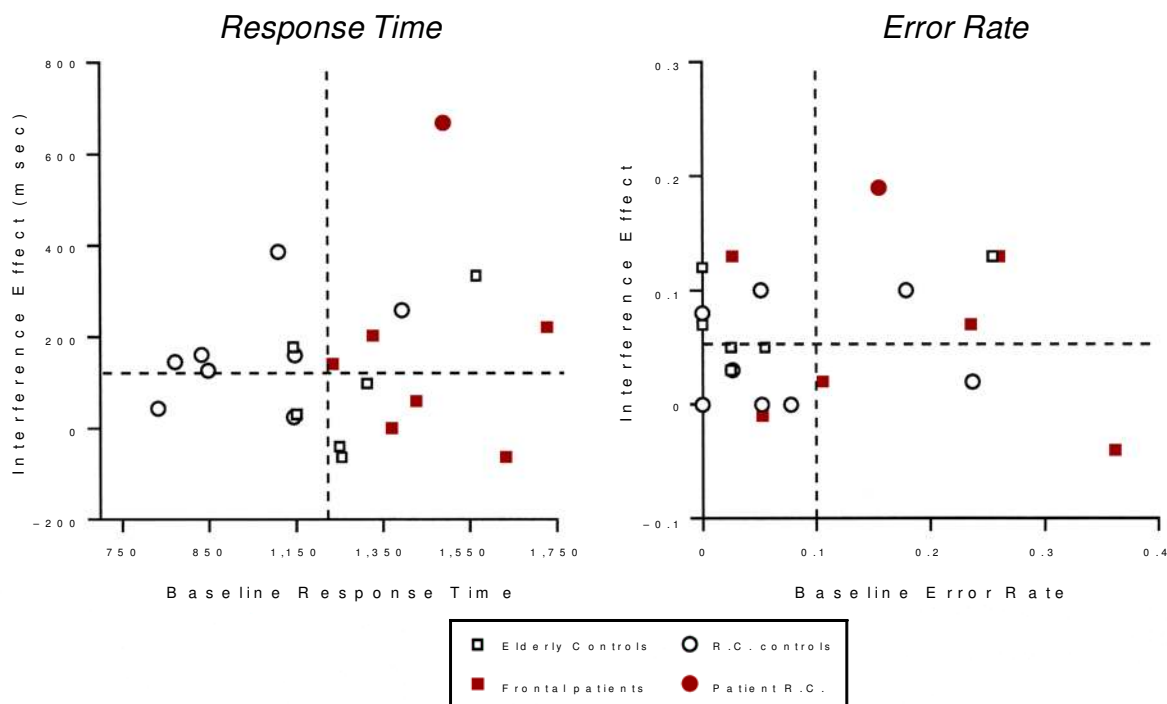 Response Time
Error Rate
Interference Effect (msec)
800
600
400
200
0
−200
750
850
1,150
1,350
1,550
1,750
Baseline Response Time
Interference Effect
0.3
0.2
0.1
0
−0.1
0
0.1
0.2
0.3
0.4
Baseline Error Rate
Elderly Controls
R.C. controls
Frontal patients
Patient R.C.